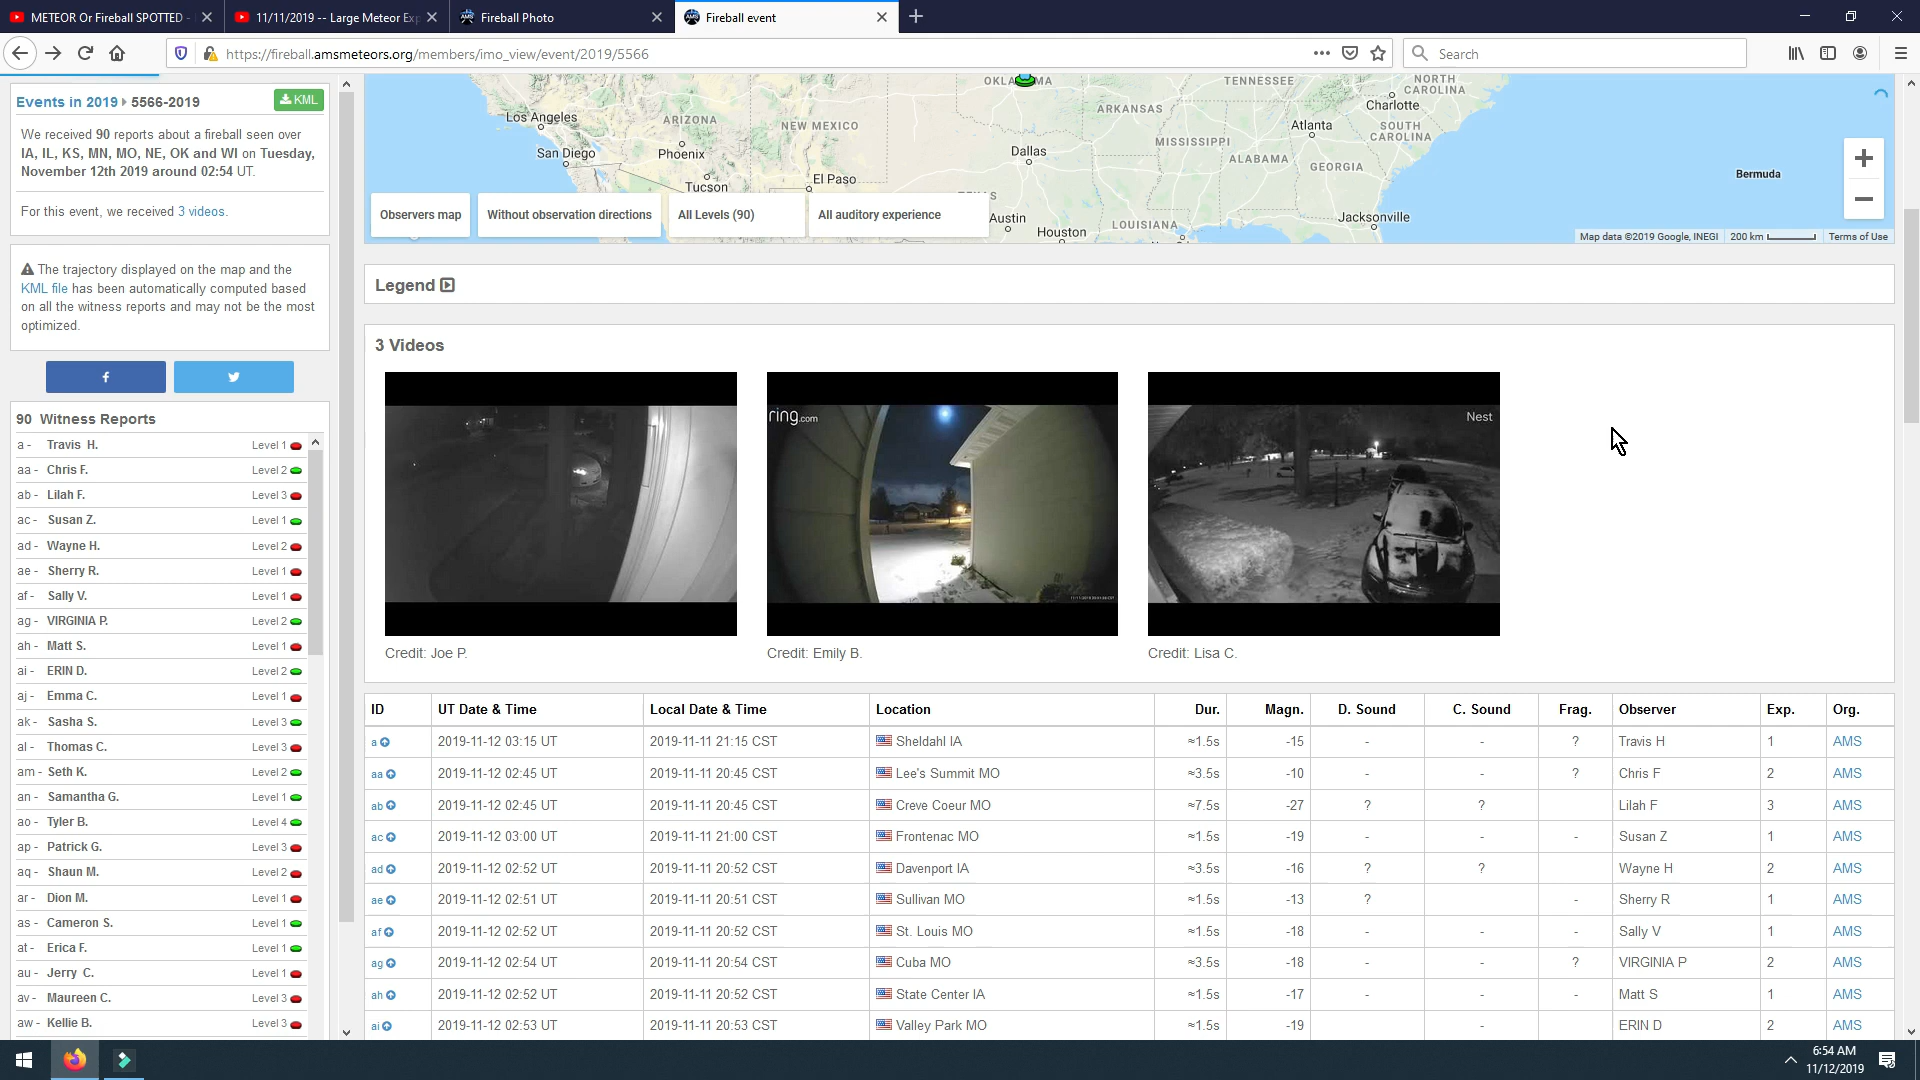 METEOR Or Fireball SPOTTED -
11/11/2019 -- Large Meteor Exp
Fireball Photo
Fireball event
https://fireball.amsmeteors.org/members/imo_view/event/2019/5566
Search
Events in 2019 5566-2019
KML
We received 90 reports about a fireball seen over
IA, IL, KS, MN, MO, NE, OK and WI on Tuesday,
November 12th 2019 around 02:54 UT.
For this event, we received 3 videos.
The trajectory displayed on the map and the
KML file has been automatically computed based
on all the witness reports and may not be the most
optimized.
90 Witness Reports
a - Travis H. Level 1
aa - Chris F. Level 2
ab - Lilah F. Level 3
ac - Susan Z. Level 1
ad - Wayne H. Level 2
ae - Sherry R. Level 1
af - Sally V. Level 1
ag - VIRGINIA P. Level 2
ah - Matt S. Level 1
ai - ERIN D. Level 2
aj - Emma C. Level 1
ak - Sasha S. Level 3
al - Thomas C. Level 3
am - Seth K. Level 2
an - Samantha G. Level 1
ao - Tyler B. Level 4
ap - Patrick G. Level 3
aq - Shaun M. Level 2
ar - Dion M. Level 1
as - Cameron S. Level 1
at - Erica F. Level 1
au - Jerry C. Level 1
av - Maureen C. Level 3
aw - Kellie B. Level 3
OKLAHOMA
TENNESSEE
NORTH
CAROLINA
Los Angeles
ARIZONA
NEW MEXICO
ARKANSAS
Charlotte
Atlanta
SOUTH
CAROLINA
San Diego
Phoenix
Dallas
MISSISSIPPI
ALABAMA
GEORGIA
Tucson
El Paso
Bermuda
TEXAS
Austin
Houston
LOUISIANA
Jacksonville
Observers map
Without observation directions
All Levels (90)
All auditory experience
Map data ©2019 Google, INEGI
200 km
Terms of Use
Legend
3 Videos
ring.com
Nest
Credit: Joe P.
Credit: Emily B.
Credit: Lisa C.
ID UT Date & Time Local Date & Time Location Dur. Magn. D. Sound C. Sound Frag. Observer Exp. Org.
a 2019-11-12 03:15 UT 2019-11-11 21:15 CST Sheldahl IA ≈1.5s -15 - - ? Travis H 1 AMS
aa 2019-11-12 02:45 UT 2019-11-11 20:45 CST Lee's Summit MO ≈3.5s -10 - - ? Chris F 2 AMS
ab 2019-11-12 02:45 UT 2019-11-11 20:45 CST Creve Coeur MO ≈7.5s -27 ? ? Lilah F 3 AMS
ac 2019-11-12 03:00 UT 2019-11-11 21:00 CST Frontenac MO ≈1.5s -19 - - - Susan Z 1 AMS
ad 2019-11-12 02:52 UT 2019-11-11 20:52 CST Davenport IA ≈3.5s -16 ? ? Wayne H 2 AMS
ae 2019-11-12 02:51 UT 2019-11-11 20:51 CST Sullivan MO ≈1.5s -13 ? - Sherry R 1 AMS
af 2019-11-12 02:52 UT 2019-11-11 20:52 CST St. Louis MO ≈1.5s -18 - - - Sally V 1 AMS
ag 2019-11-12 02:54 UT 2019-11-11 20:54 CST Cuba MO ≈3.5s -18 - - ? VIRGINIA P 2 AMS
ah 2019-11-12 02:52 UT 2019-11-11 20:52 CST State Center IA ≈1.5s -17 - - - Matt S 1 AMS
ai 2019-11-12 02:53 UT 2019-11-11 20:53 CST Valley Park MO ≈1.5s -19 - ERIN D 2 AMS
6:54 AM
11/12/2019